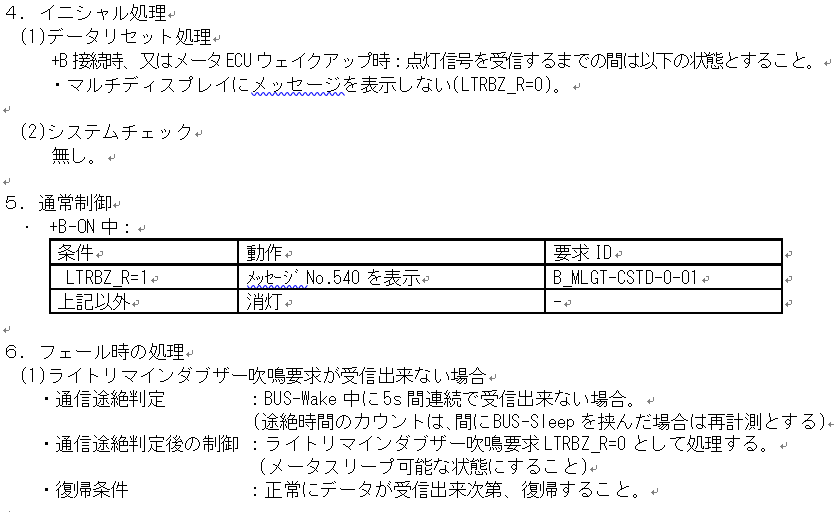 ４．イニシャル処理
(1)データリセット処理
+B 接続時、又はメータ ECU ウェイクアップ時：点灯信号を受信するまでの間は以下の状態とすること。
・マルチディスプレイにメッセージを表示しない(LTRBZ_R=0)。
(2)システムチェック
無し。
５．通常制御
・ +B-ON 中：
条件 動作 要求 ID
LTRBZ_R=1 ﾒｯｾｰｼﾞ No.540 を表示 B_MLGT-CSTD-0-01
上記以外 消灯 -
６．フェール時の処理
(1)ライトリマインダブザー吹鳴要求が受信出来ない場合
・通信途絶判定 ：BUS-Wake 中に 5s 間連続で受信出来ない場合。
(途絶時間のカウントは、間に BUS-Sleep を挟んだ場合は再計測とする)
・通信途絶判定後の制御 ：ライトリマインダブザー吹鳴要求 LTRBZ_R=0 として処理する。
(メータスリープ可能な状態にすること)
・復帰条件 ：正常にデータが受信出来次第、復帰すること。